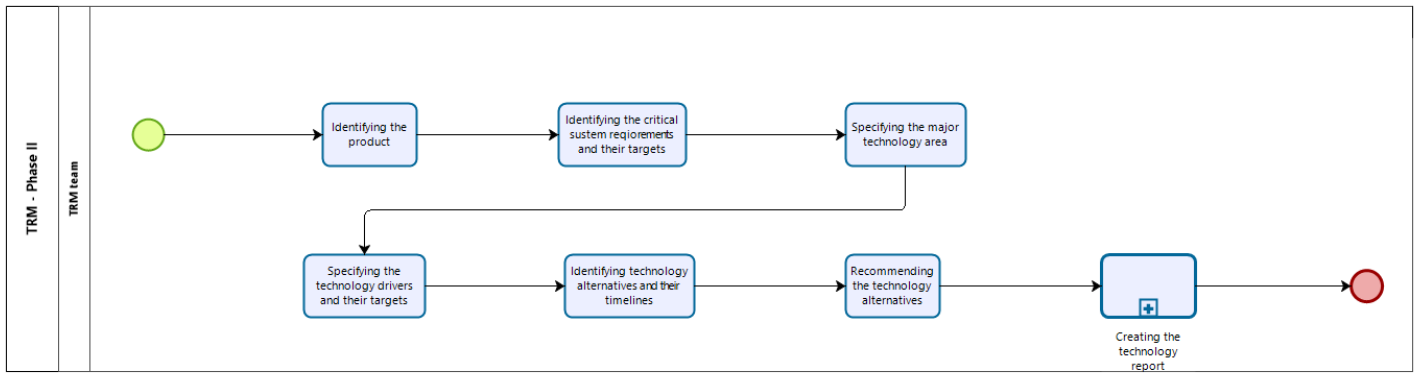 TRM - Phase II
TRM team
Identifying the
product
Identifying the critical
sustem reqiorements
and their targets
Specifying the major
technology area
Specifying the
technology drivers
and their targets
Identifying technology
alternatives and their
timelines
Recommending
the technology
alternatives
Creating the
technology
report